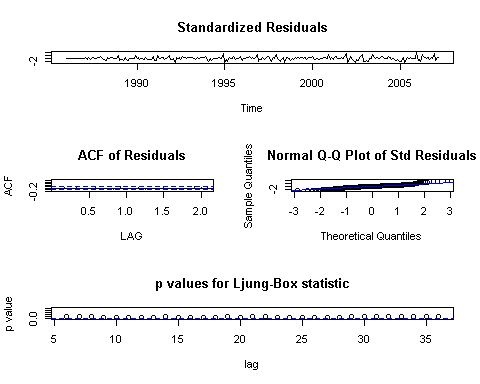 Standardized Residuals
-2
1990 1995 2000 2005
Time
ACF of Residuals
ACF
-0.2
0.5 1.0 1.5 2.0
LAG
Normal Q-Q Plot of Std Residuals
Sample Quantiles
-2
-3 -2 -1 0 1 2 3
Theoretical Quantiles
p values for Ljung-Box statistic
p value
0.0
5 10 15 20 25 30 35
lag